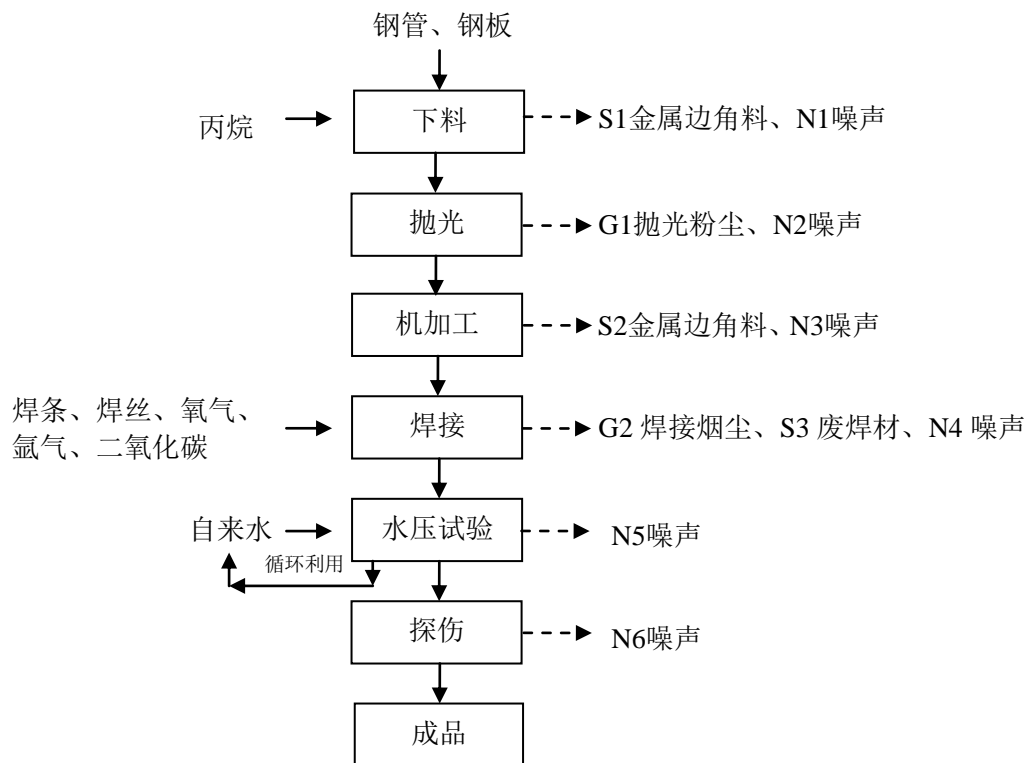 钢管、钢板
丙烷
下料
S1金属边角料、N1噪声
抛光
G1抛光粉尘、N2噪声
机加工
S2金属边角料、N3噪声
焊条、焊丝、氧气、
氩气、二氧化碳
焊接
G2 焊接烟尘、S3 废焊材、N4 噪声
自来水
水压试验
N5噪声
循环利用
探伤
N6噪声
成品